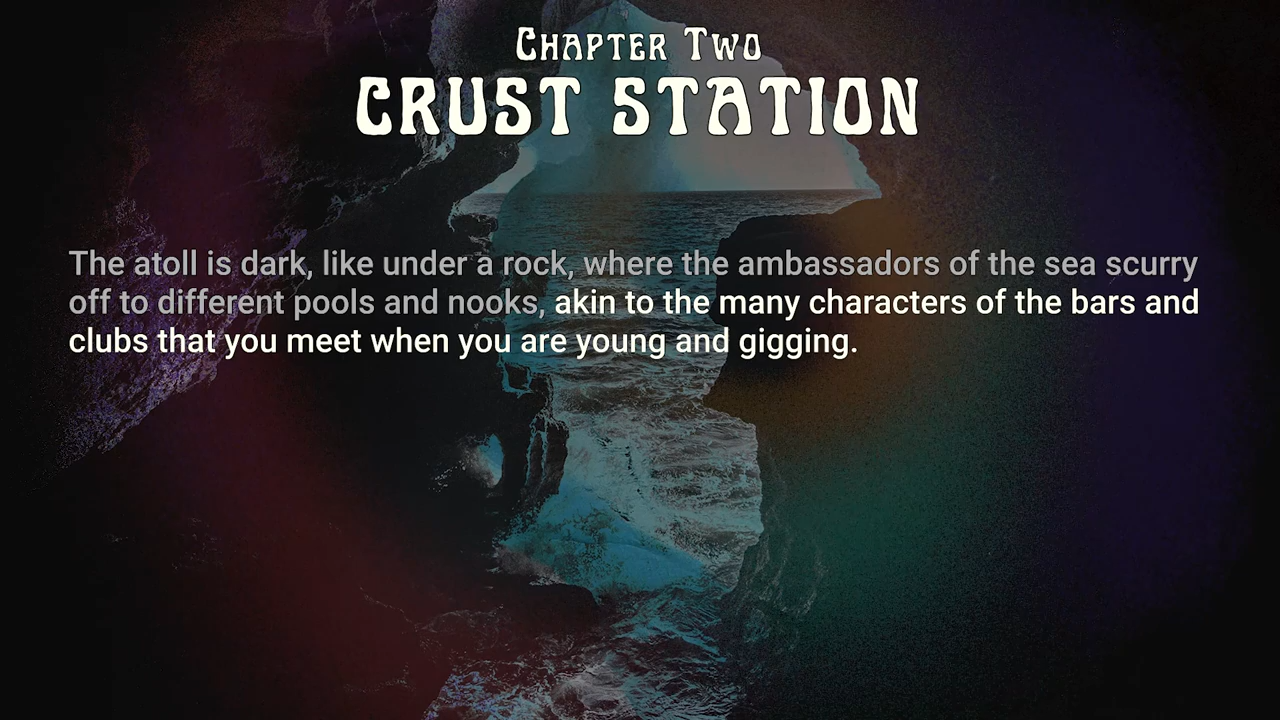 Chapter Two
CRUST STATION
The atoll is dark, like under a rock, where the ambassadors of the sea scurry
off to different pools and nooks, akin to the many characters of the bars and
clubs that you meet when you are young and gigging.